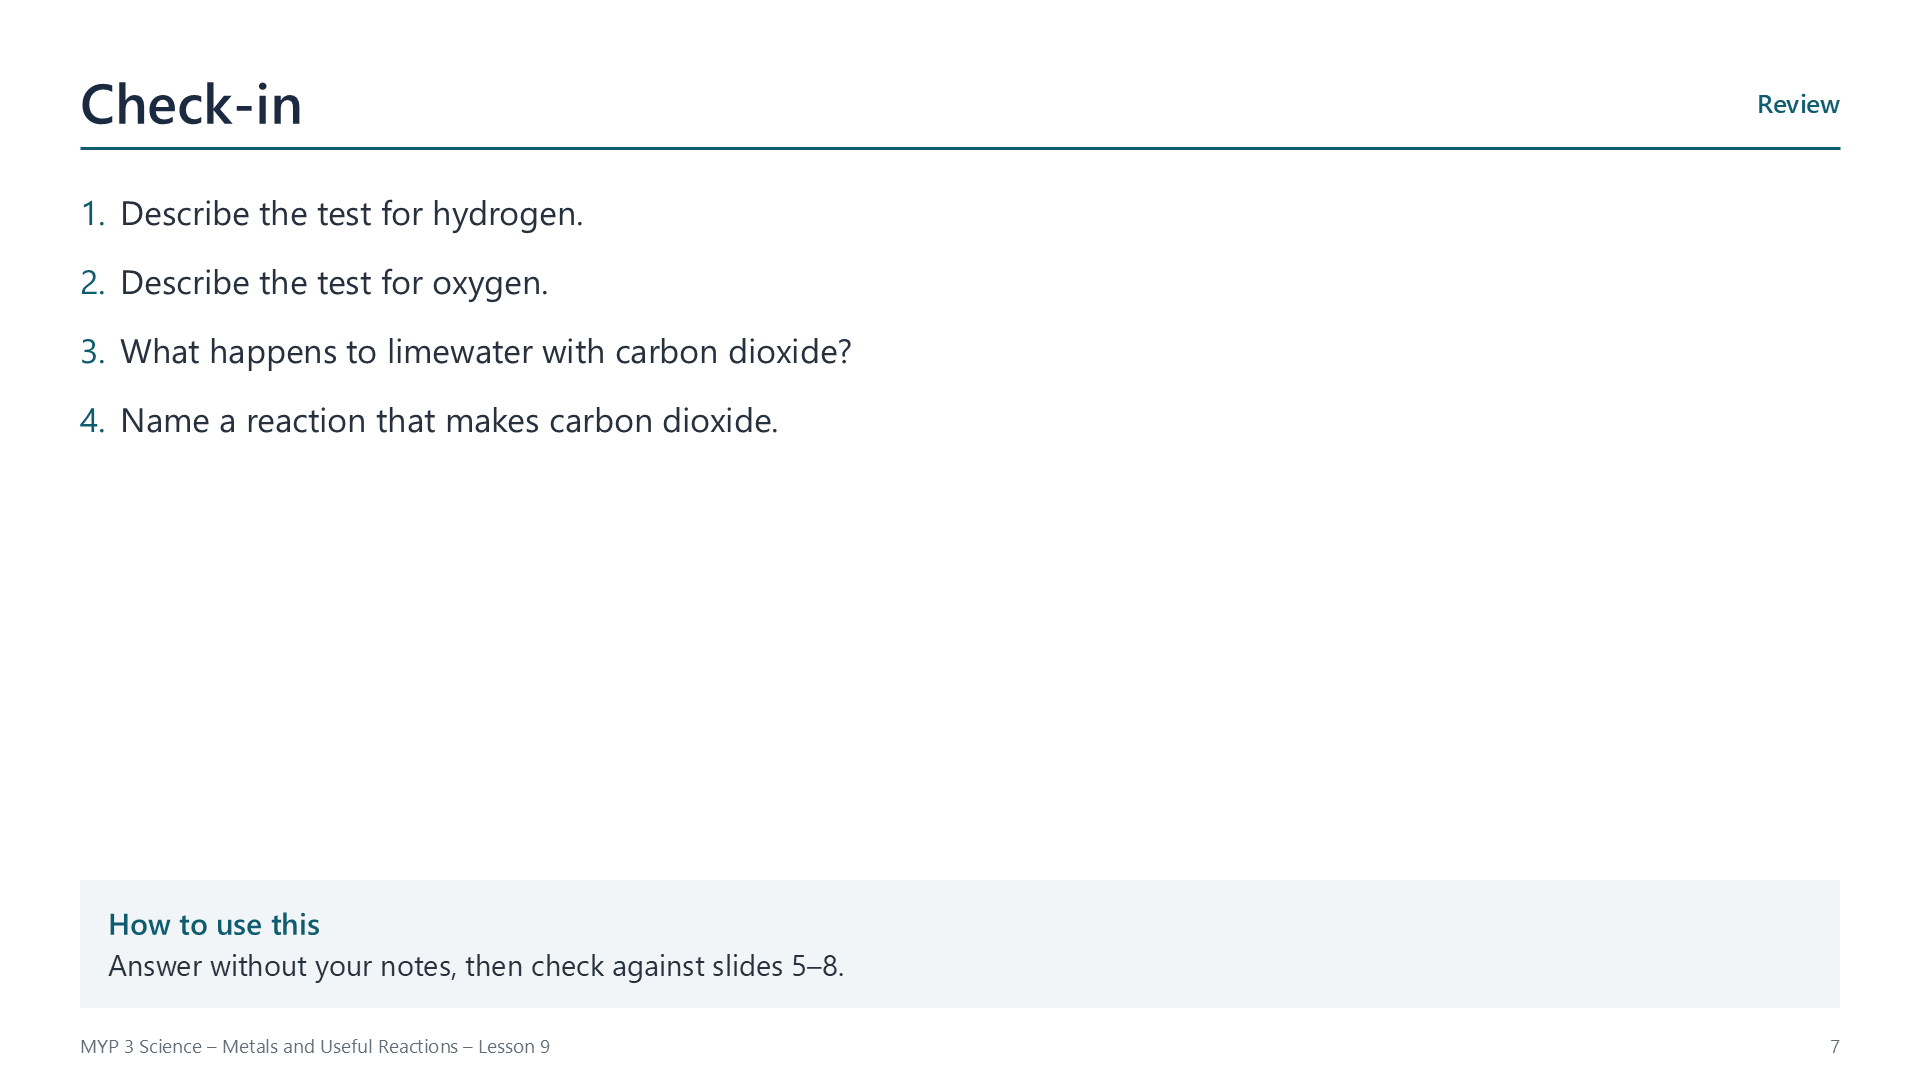 Check-in
Review
1. Describe the test for hydrogen.
2. Describe the test for oxygen.
3. What happens to limewater with carbon dioxide?
4. Name a reaction that makes carbon dioxide.
How to use this
Answer without your notes, then check against slides 5–8.
MYP 3 Science – Metals and Useful Reactions – Lesson 9
7